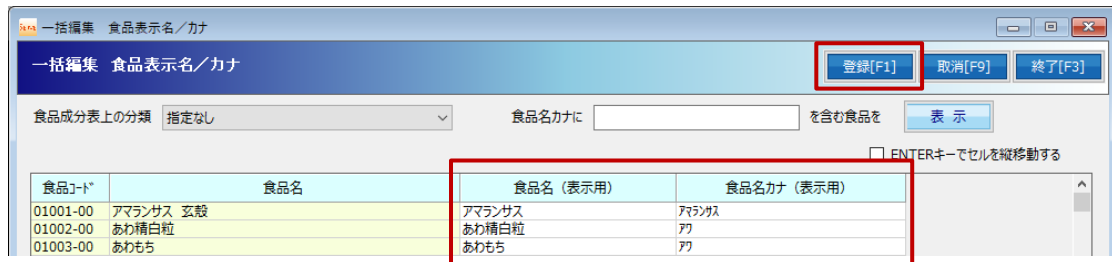 一括編集 食品表示名／カナ
一括編集 食品表示名／カナ
登録[F1] 取消[F9] 終了[F3]
食品成分表上の分類 指定なし 食品名カナに を含む食品を 表 示
ENTERキーでセルを縦移動する
食品ｺｰﾄﾞ 食品名 食品名（表示用） 食品名カナ（表示用）
01001-00 アマランサス 玄穀 アマランサス ｱﾏﾗﾝｻｽ
01002-00 あわ精白粒 あわ精白粒 ｱﾜ
01003-00 あわもち あわもち ｱﾜ